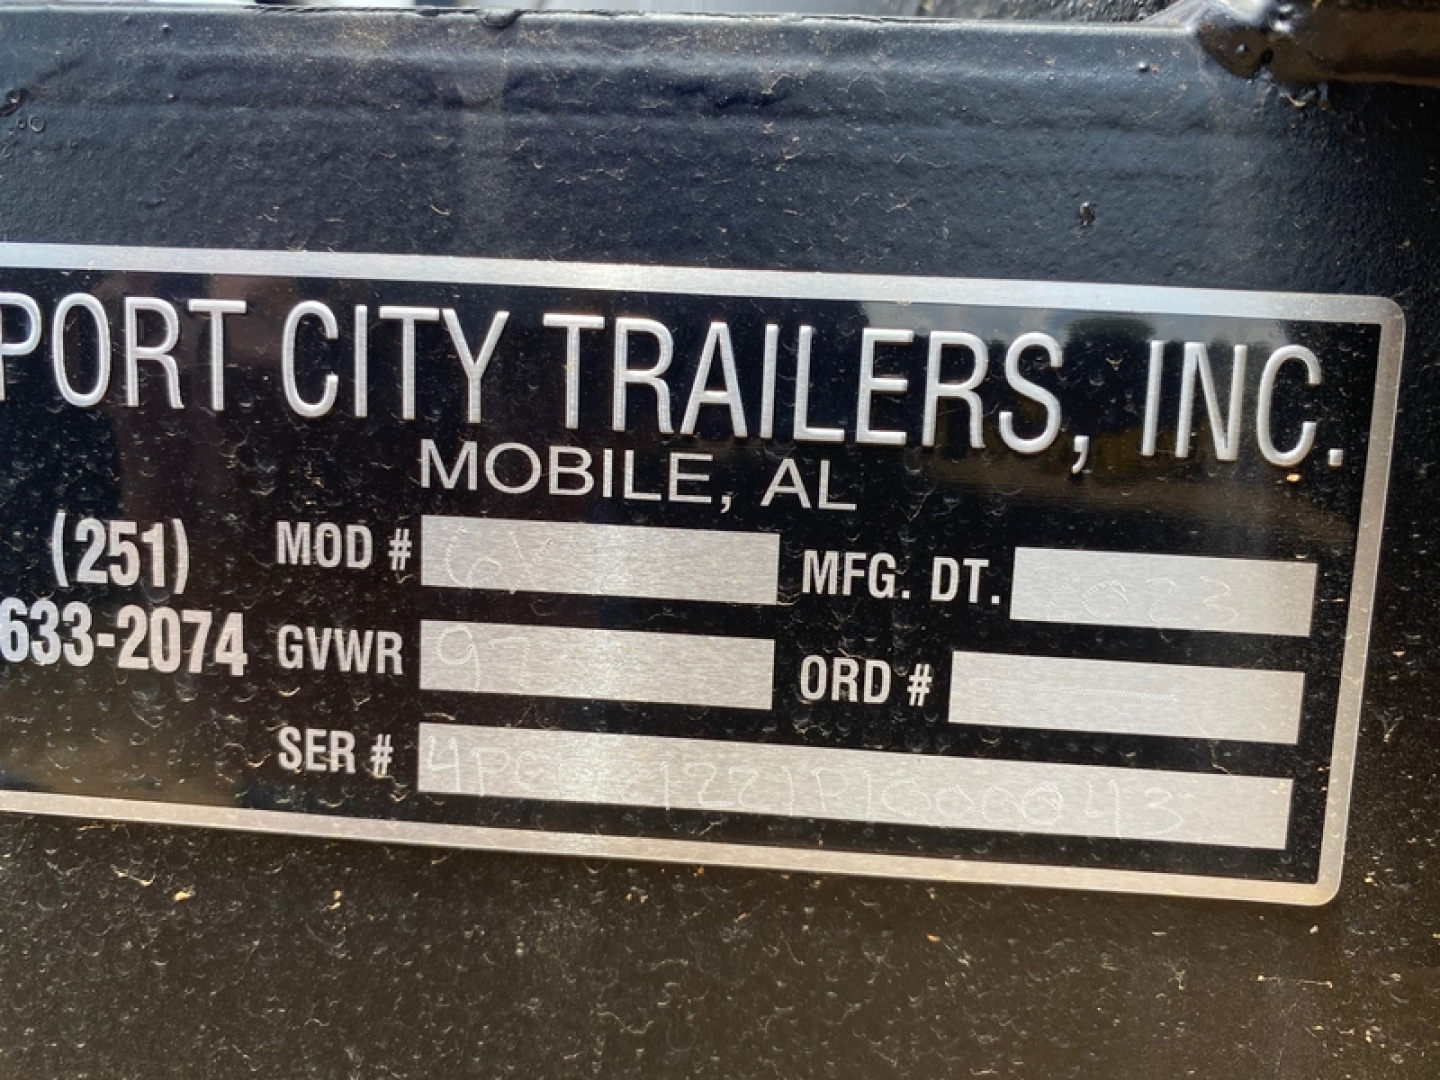 PORT CITY TRAILERS, INC.
MOBILE, AL
(251)
633-2074
MOD #
MFG. DT.
GVWR
ORD #
SER #